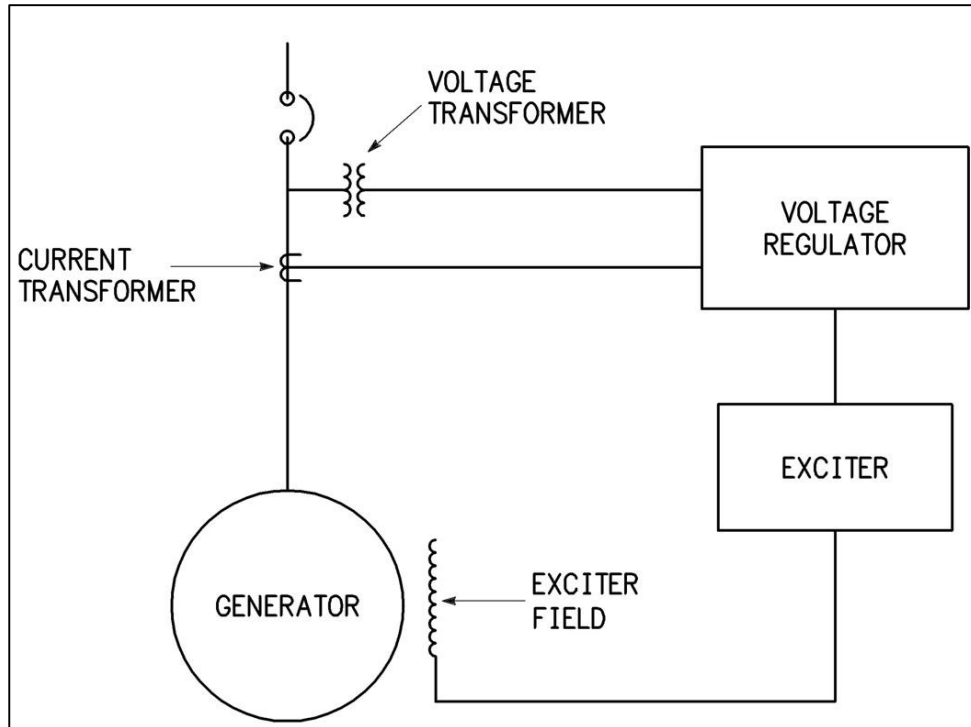 VOLTAGE
TRANSFORMER
VOLTAGE
REGULATOR
CURRENT
TRANSFORMER
EXCITER
GENERATOR
EXCITER
FIELD